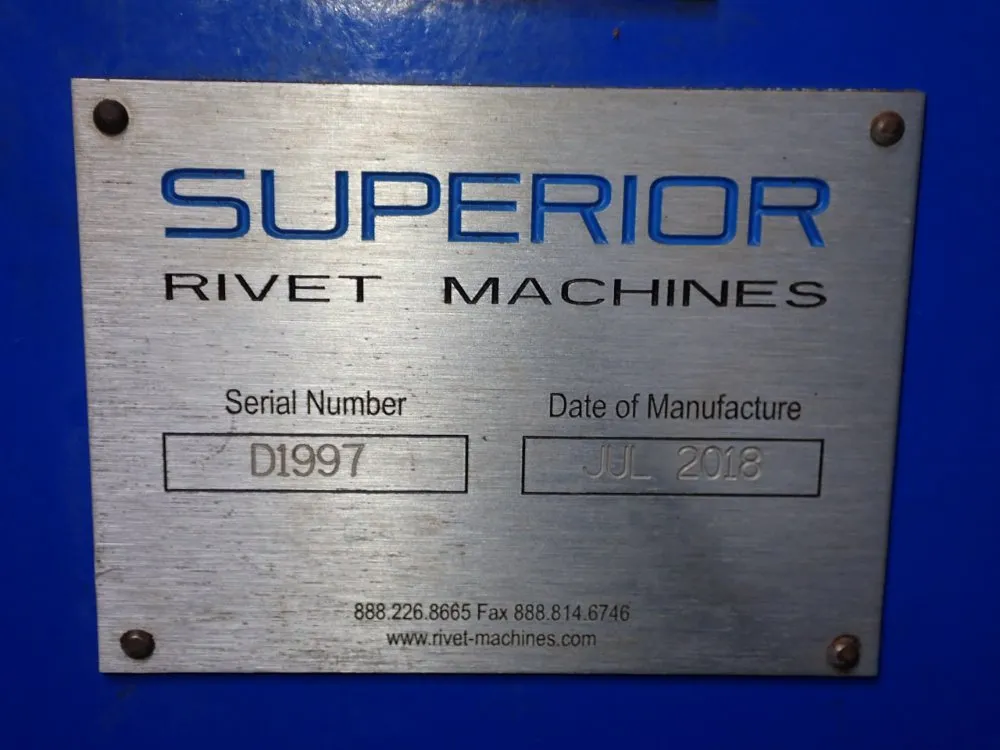 SUPERIOR
RIVET MACHINES
Serial Number
D1997
Date of Manufacture
JUL 2018
888.226.8665 Fax 888.814.6746
www.rivet-machines.com